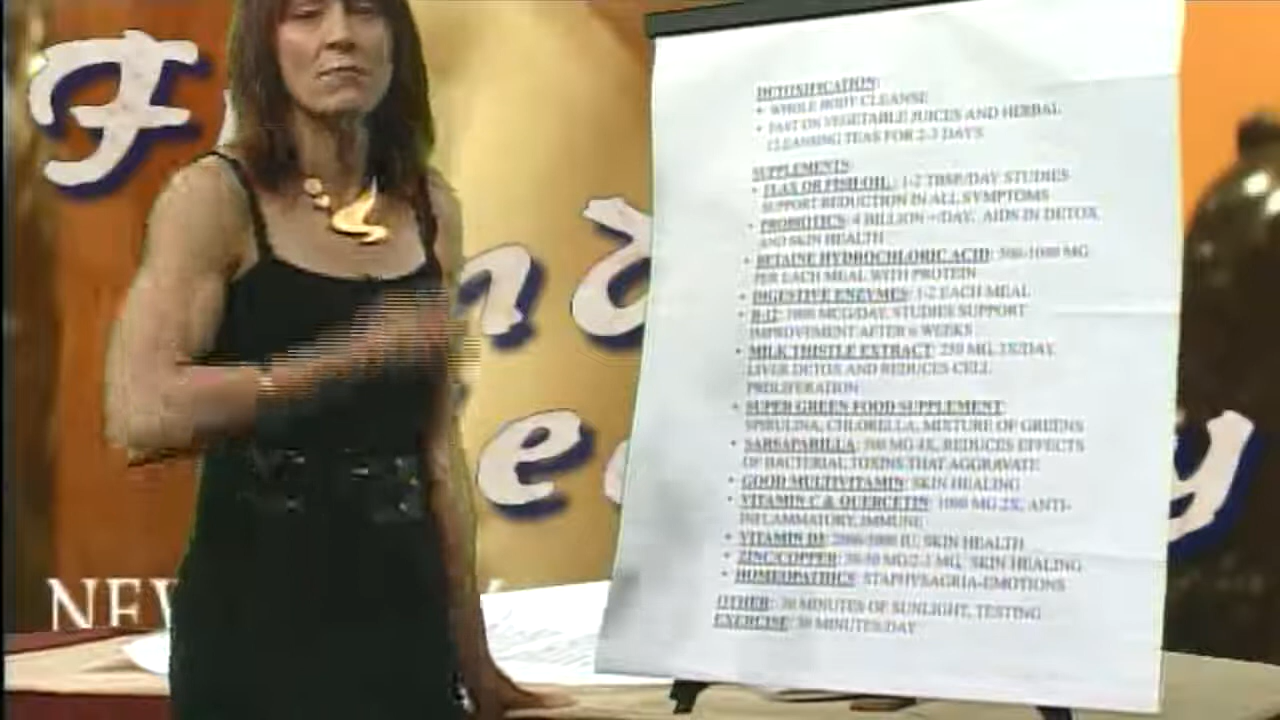 F
nd
e
y
NEW
DETOXIFICATION:
• WHOLE BODY CLEANSE
• FAST ON VEGETABLE JUICES AND HERBAL
CLEANSING TEAS FOR 2-3 DAYS
SUPPLEMENTS:
• FLAX OR FISH OIL: 1-2 TBSP/DAY STUDIES
SUPPORT REDUCTION IN ALL SYMPTOMS
• PROBIOTICS: 4 BILLION +/DAY. AIDS IN DETOX
AND SKIN HEALTH
• BETAINE HYDROCHLORIC ACID: 500-1000 MG
PER EACH MEAL WITH PROTEIN
• DIGESTIVE ENZYMES: 1-2 EACH MEAL
• B-12: 1000 MCG/DAY. STUDIES SUPPORT
IMPROVEMENT AFTER 6 WEEKS
• MILK THISTLE EXTRACT: 250 MG 3X/DAY
LIVER DETOX AND REDUCES CELL
PROLIFERATION
• SUPER GREEN FOOD SUPPLEMENT:
SPIRULINA, CHLORELLA, MIXTURE OF GREENS
• SARSAPARILLA: 500 MG 4X, REDUCES EFFECTS
OF BACTERIAL TOXINS THAT AGGRAVATE
• GOOD MULTIVITAMIN: SKIN HEALING
• VITAMIN C & QUERCETIN: 1000 MG 2X, ANTI-
INFLAMMATORY, IMMUNE
• VITAMIN D3: IU, SKIN HEALTH
• ZINC/COPPER: MG, SKIN HEALING
• HOMEOPATHICS: STAPHYSAGRIA-EMOTIONS
OTHER: 20 MINUTES OF SUNLIGHT, TESTING
EXERCISE: 30 MINUTES/DAY